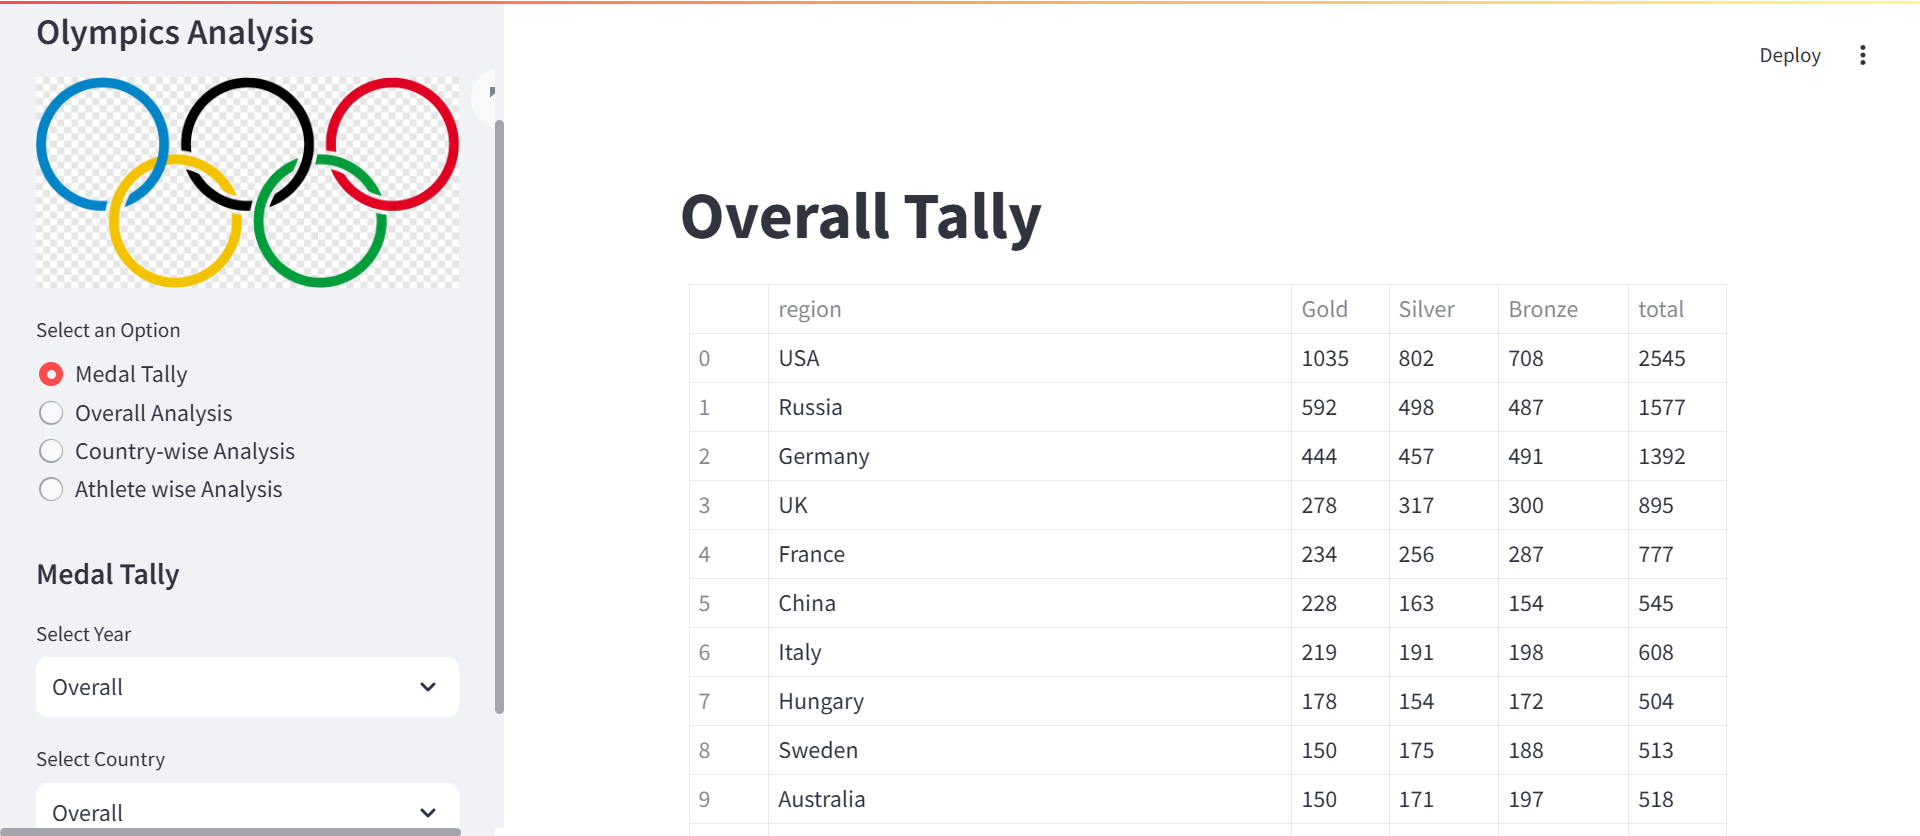 Olympics Analysis
Select an Option
Medal Tally
Overall Analysis
Country-wise Analysis
Athlete wise Analysis
Medal Tally
Select Year
Overall
Select Country
Overall
Deploy
Overall Tally
region Gold Silver Bronze total
0 USA 1035 802 708 2545
1 Russia 592 498 487 1577
2 Germany 444 457 491 1392
3 UK 278 317 300 895
4 France 234 256 287 777
5 China 228 163 154 545
6 Italy 219 191 198 608
7 Hungary 178 154 172 504
8 Sweden 150 175 188 513
9 Australia 150 171 197 518